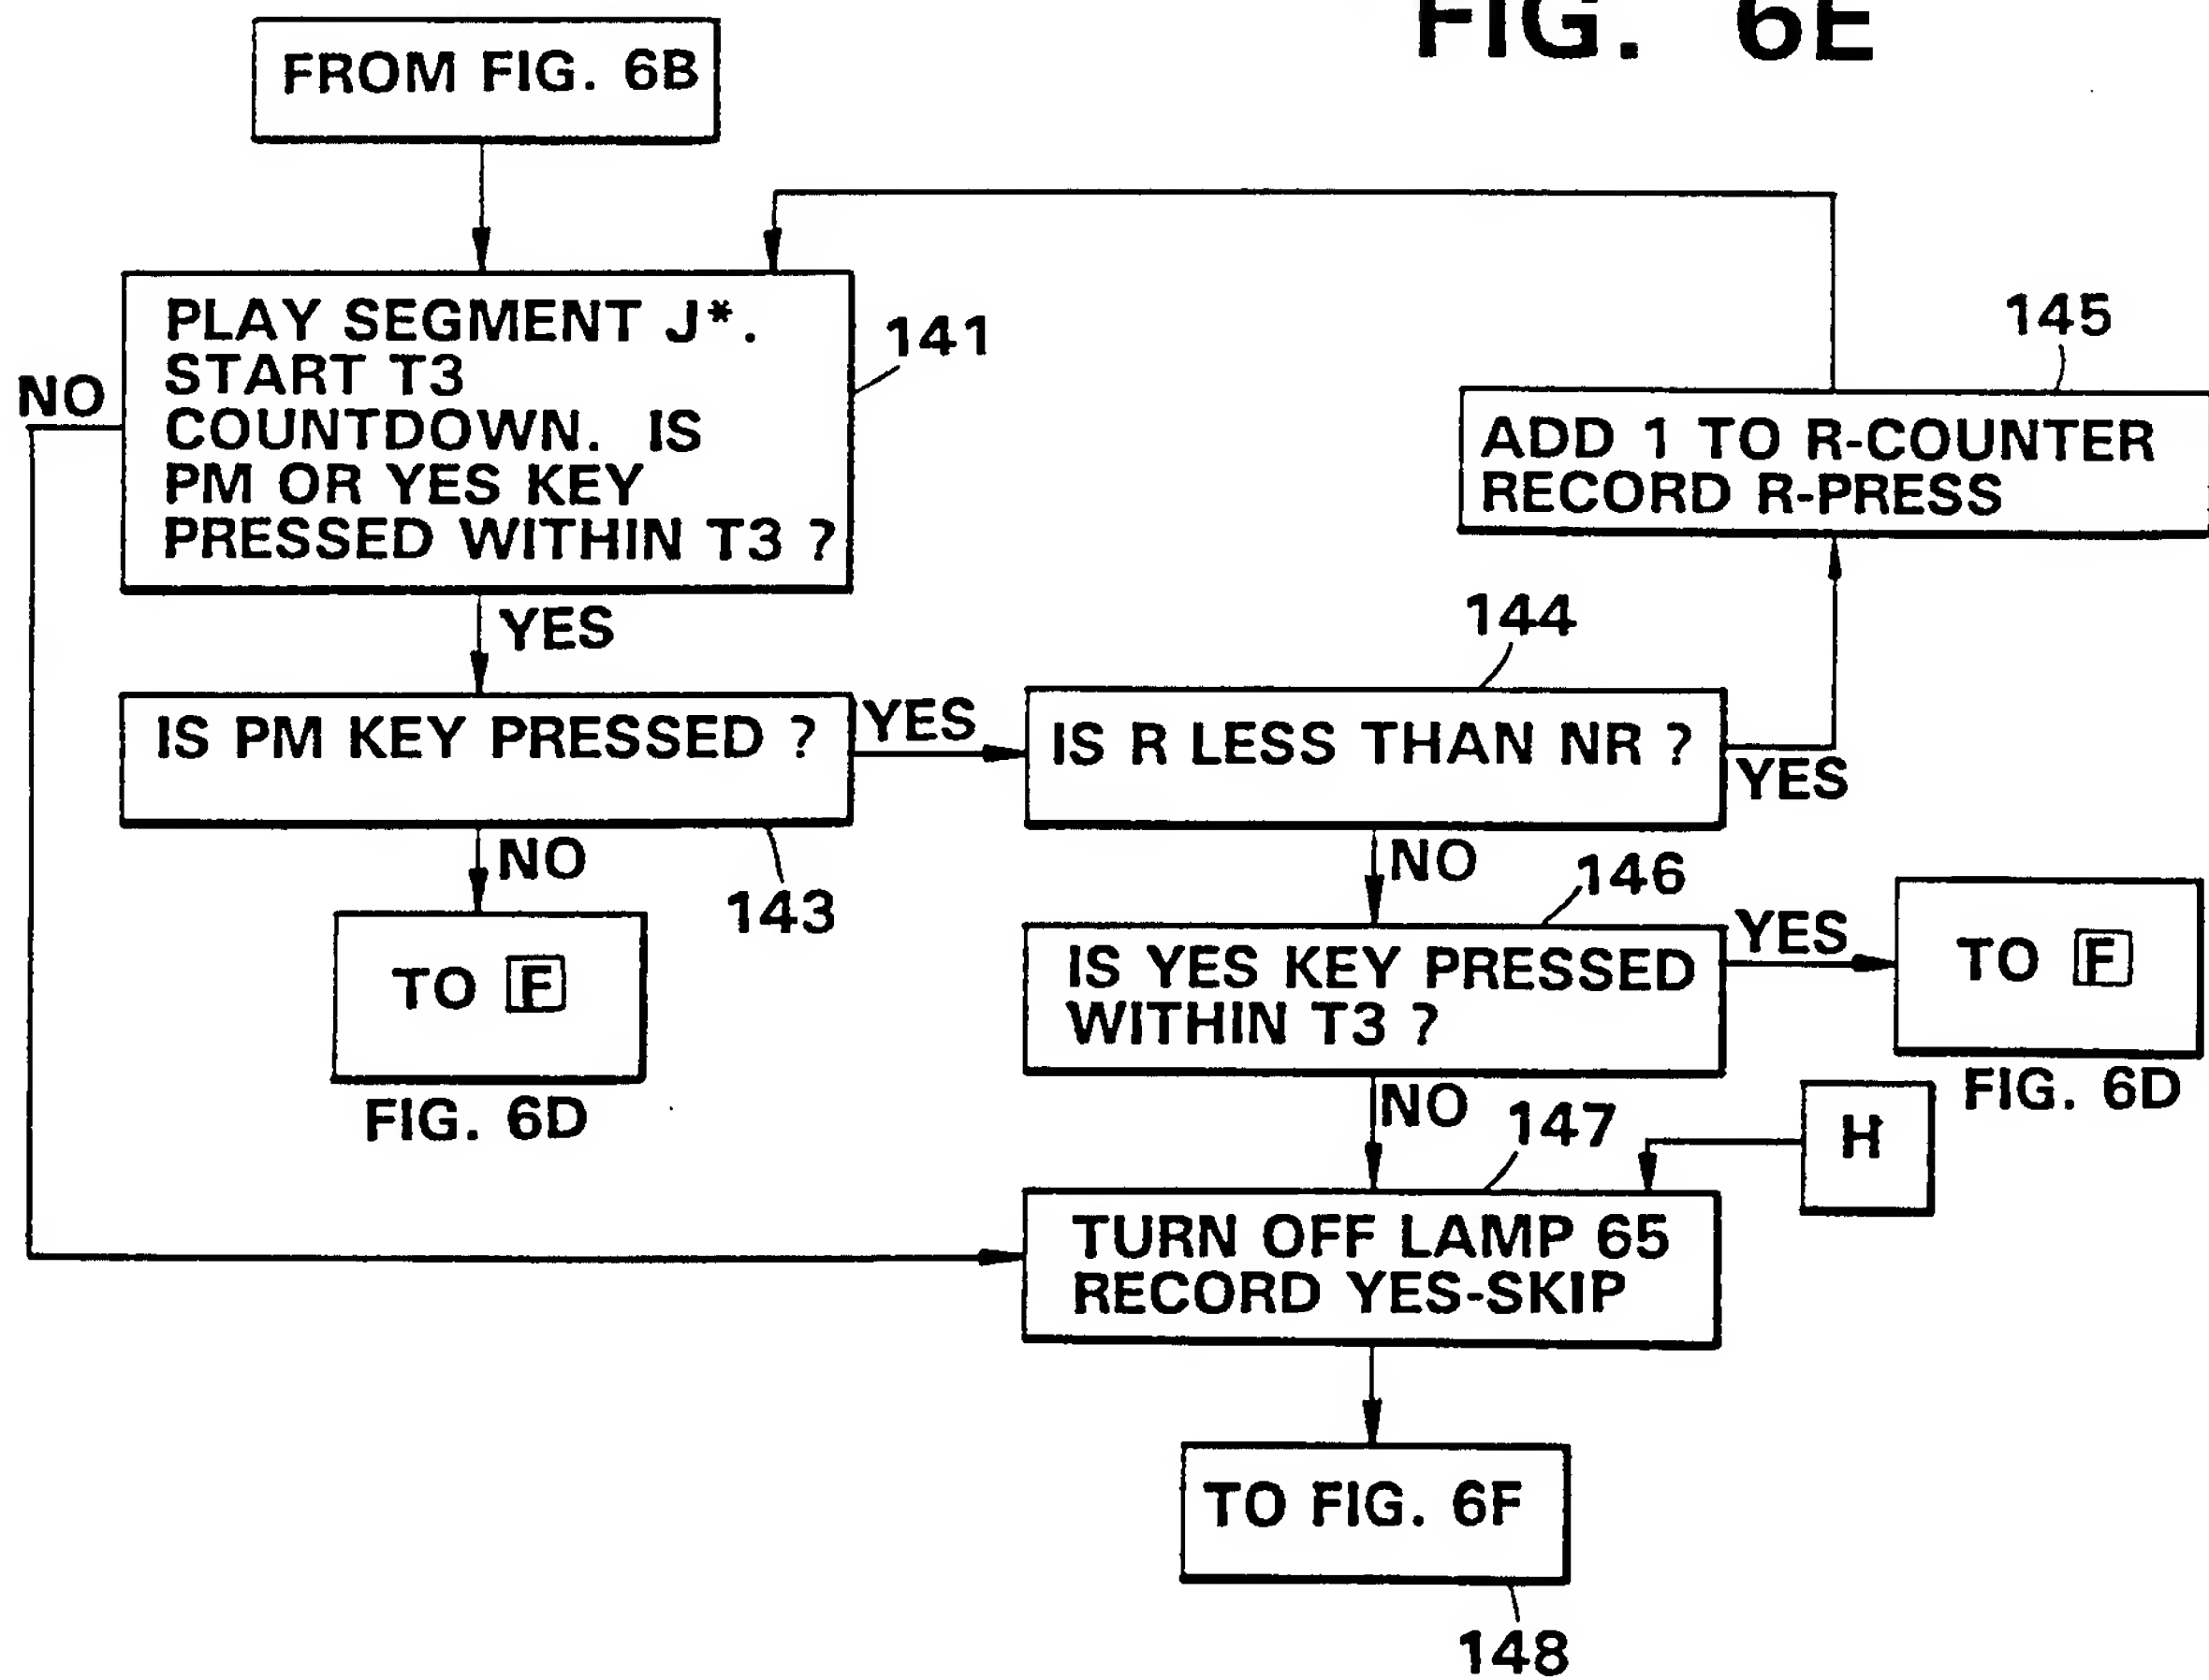 FIG. 6E
FROM FIG. 6B
PLAY SEGMENT J*.
START T3
COUNTDOWN. IS
PM OR YES KEY
PRESSED WITHIN T3 ?
141
NO
145
ADD 1 TO R-COUNTER
RECORD R-PRESS
YES
144
IS PM KEY PRESSED ?
YES
IS R LESS THAN NR ?
YES
NO
143
NO
146
TO F
FIG. 6D
IS YES KEY PRESSED
WITHIN T3 ?
YES
TO F
FIG. 6D
NO
147
H
TURN OFF LAMP 65
RECORD YES-SKIP
TO FIG. 6F
148